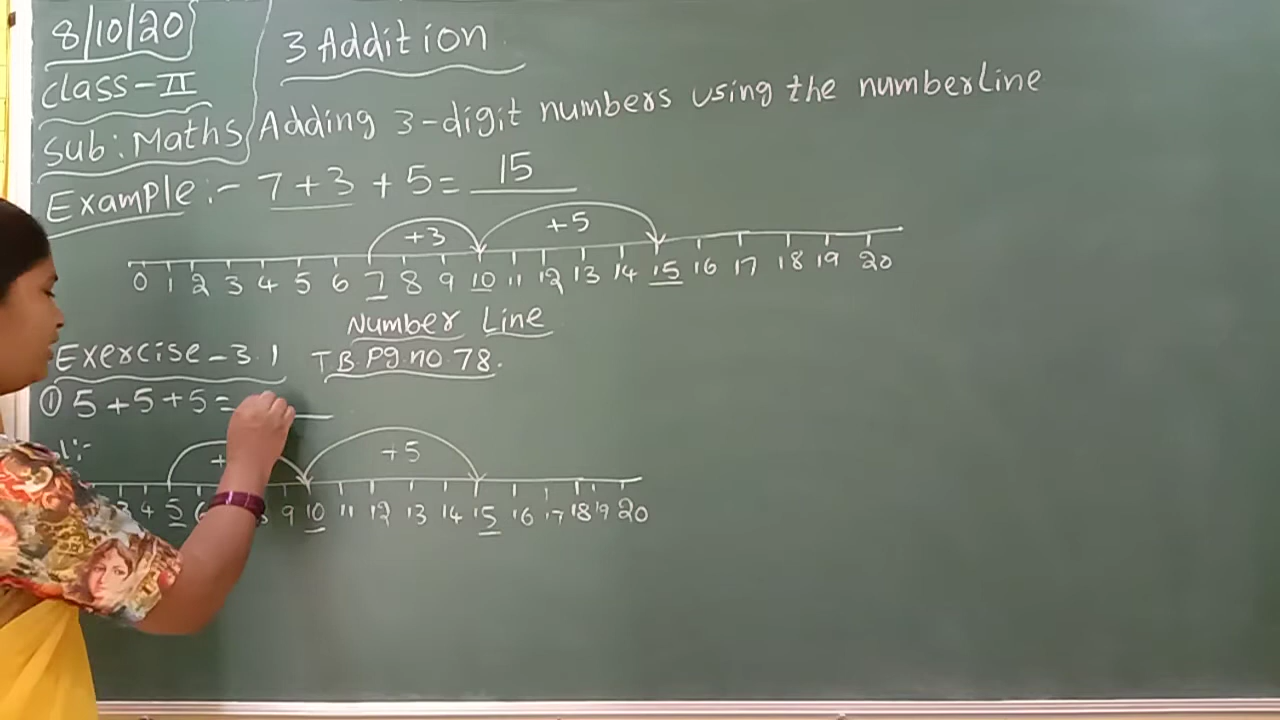 8/10/20
3 Addition
Class-II
Sub: Maths
Adding 3-digit numbers using the numberLine
Example:- 7+3+5= 15
+3 +5
0 1 2 3 4 5 6 7 8 9 10 11 12 13 14 15 16 17 18 19 20
Number Line
Exercise-3.1 TB.Pg.no.78.
① 5+5+5=
+5
3 4 5 6 8 9 10 11 12 13 14 15 16 17 18 19 20